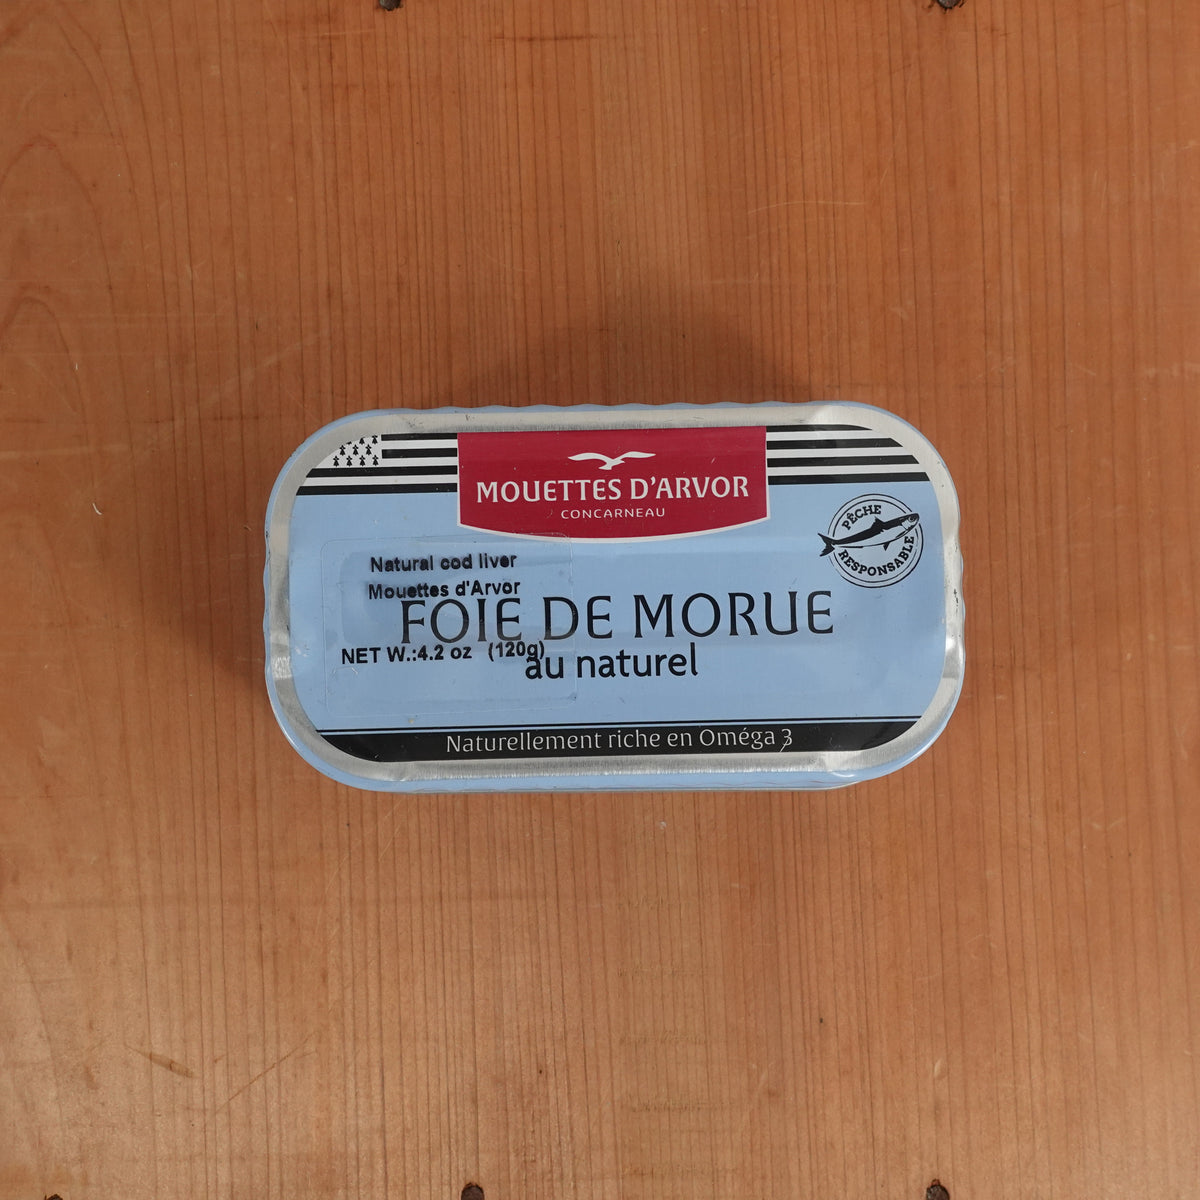 MOUETTES D'ARVOR
CONCARNEAU
PÊCHE
RESPONSABLE
Natural cod liver
Mouettes d'Arvor
FOIE DE MORUE
NET W.:4.2 oz (120g)
au naturel
Naturellement riche en Oméga 3